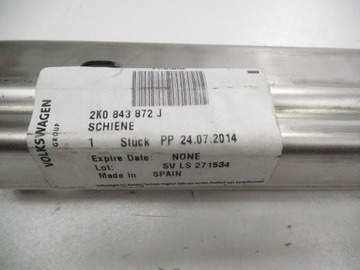 VOLKSWAGEN
GROUP
2K0 843 872 J
SCHIENE
1 Stück PP 24.07.2014
Expire Date: NONE
Lot: SV LS 271534
Made in SPAIN